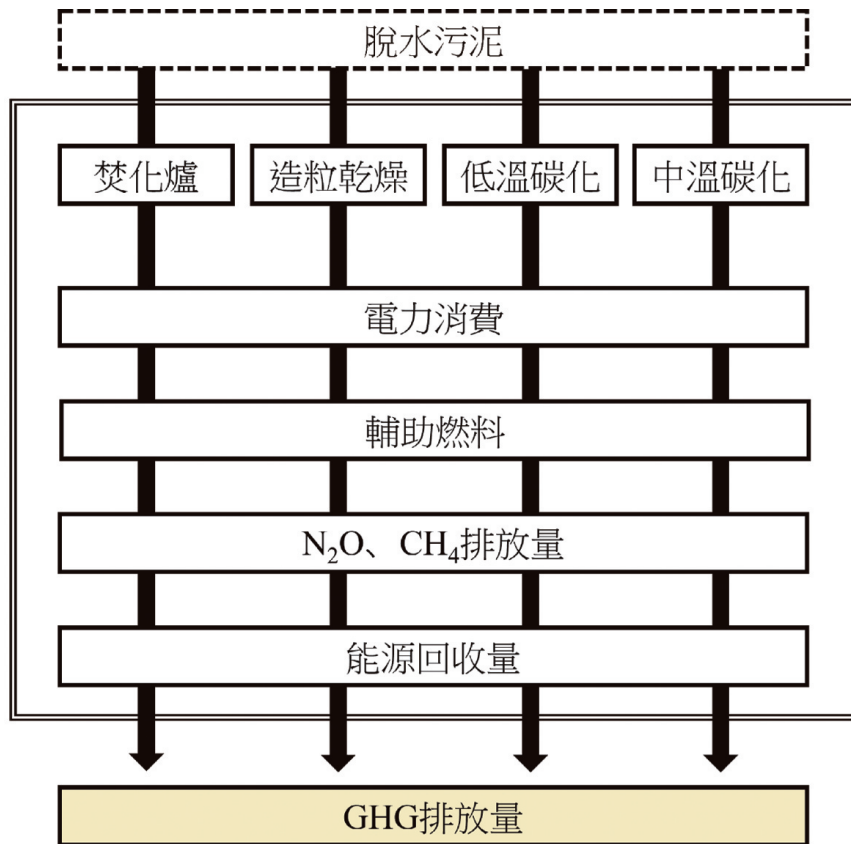 脫水污泥
焚化爐 造粒乾燥 低溫碳化 中溫碳化
電力消費
輔助燃料
N₂O、CH₄排放量
能源回收量
GHG排放量